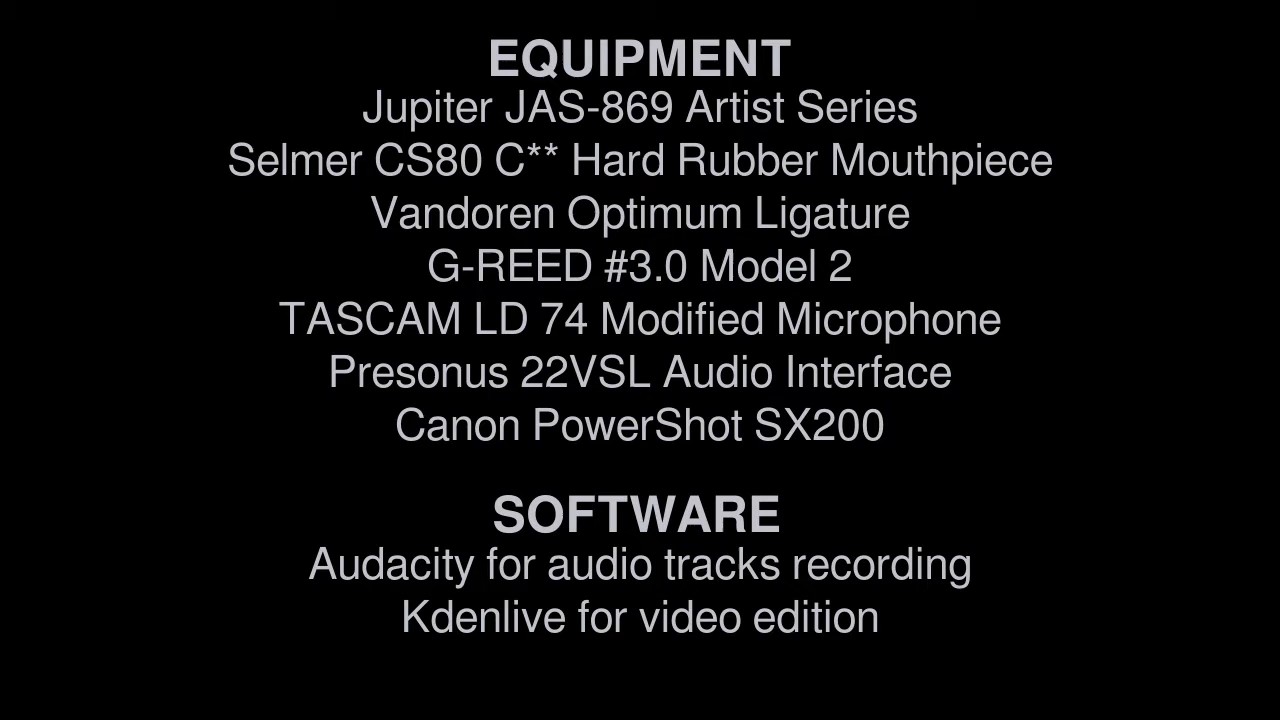 EQUIPMENT
Jupiter JAS-869 Artist Series
Selmer CS80 C** Hard Rubber Mouthpiece
Vandoren Optimum Ligature
G-REED #3.0 Model 2
TASCAM LD 74 Modified Microphone
Presonus 22VSL Audio Interface
Canon PowerShot SX200
SOFTWARE
Audacity for audio tracks recording
Kdenlive for video edition